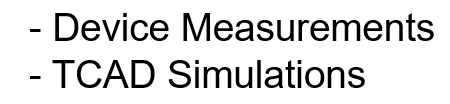 - Device Measurements
- TCAD Simulations